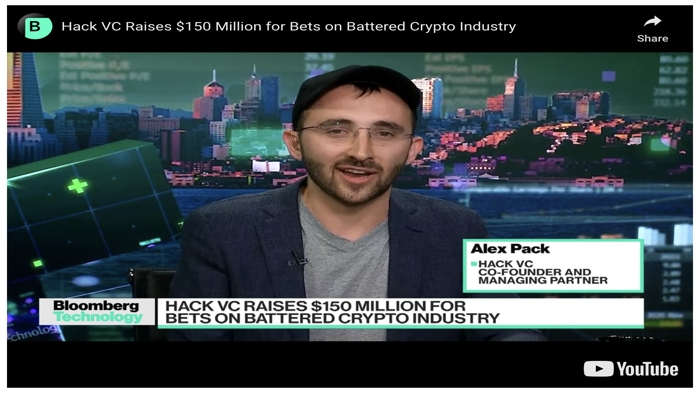 B
Hack VC Raises $150 Million for Bets on Battered Crypto Industry
Share
Alex Pack
HACK VC
CO-FOUNDER AND
MANAGING PARTNER
Bloomberg
Technology
HACK VC RAISES $150 MILLION FOR
BETS ON BATTERED CRYPTO INDUSTRY
YouTube